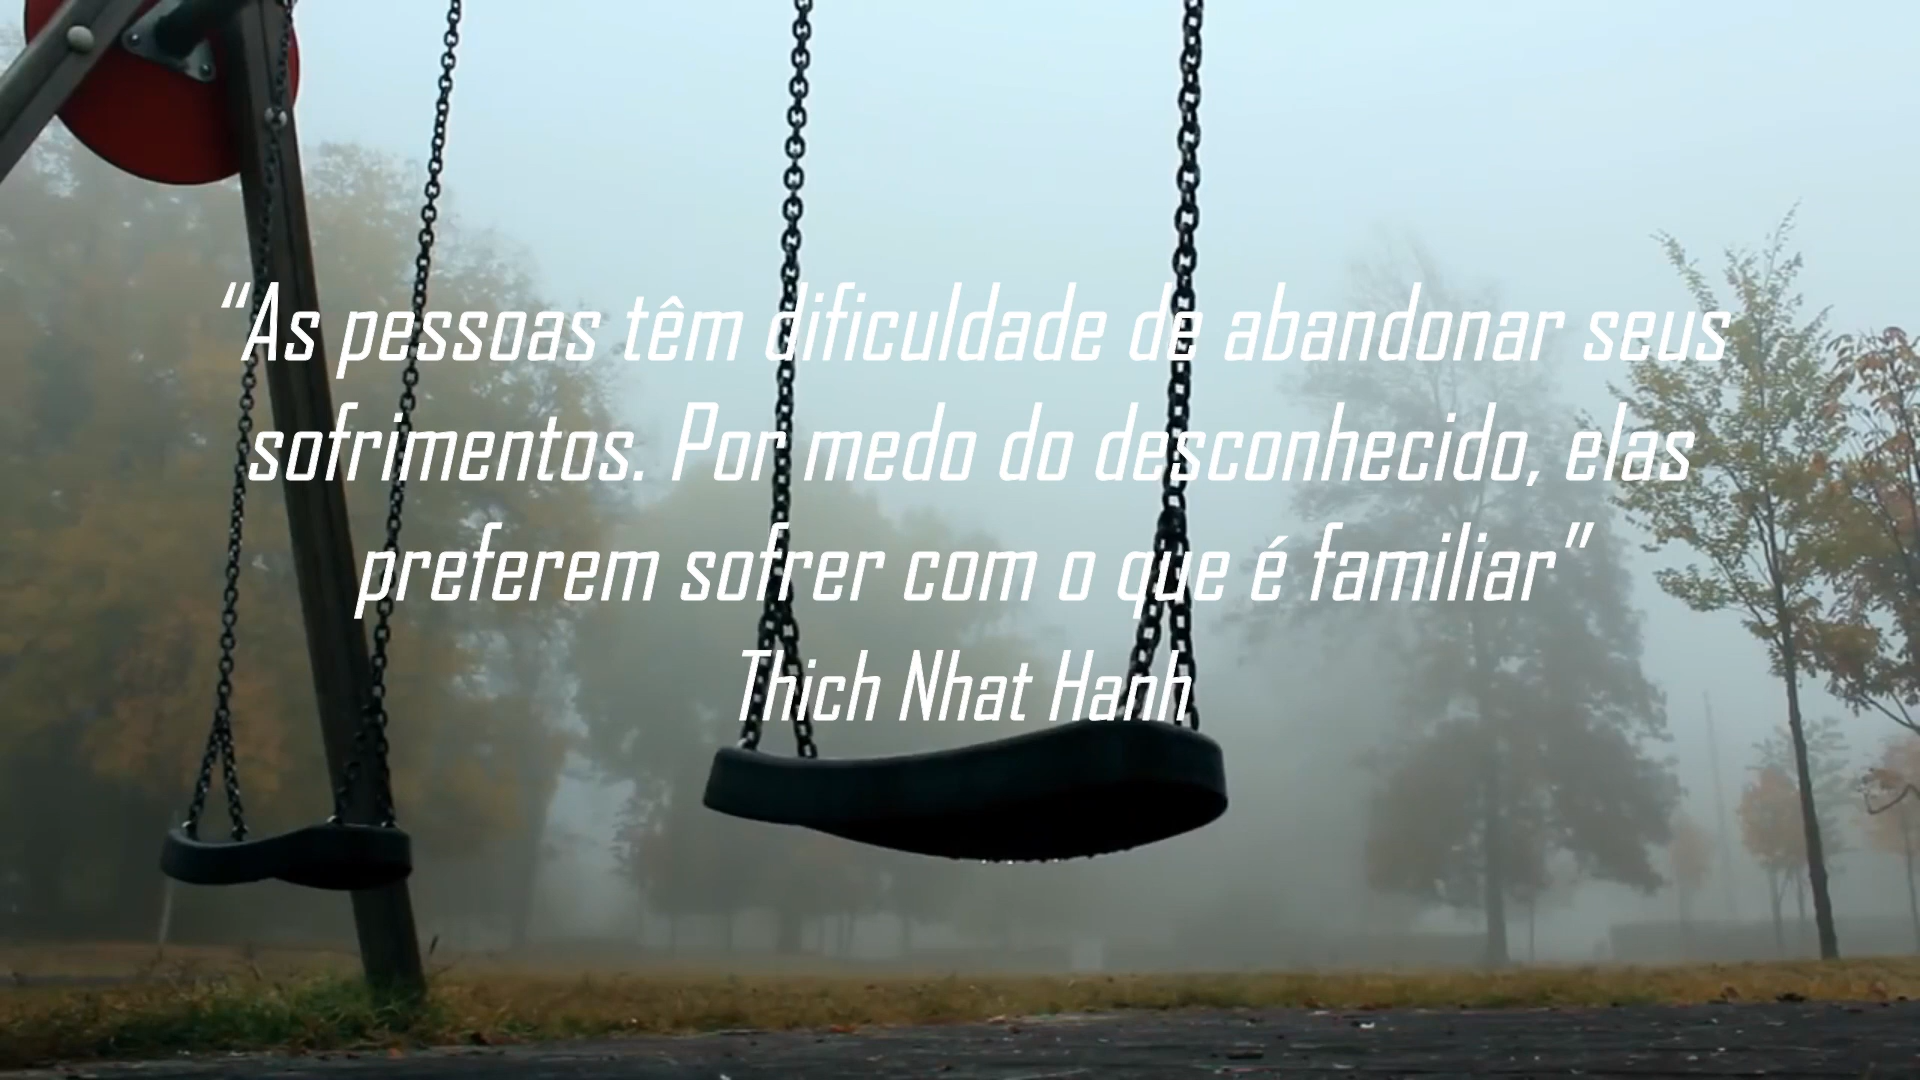 “As pessoas têm dificuldade de abandonar seus
sofrimentos. Por medo do desconhecido, elas
preferem sofrer com o que é familiar”
Thich Nhat Hanh